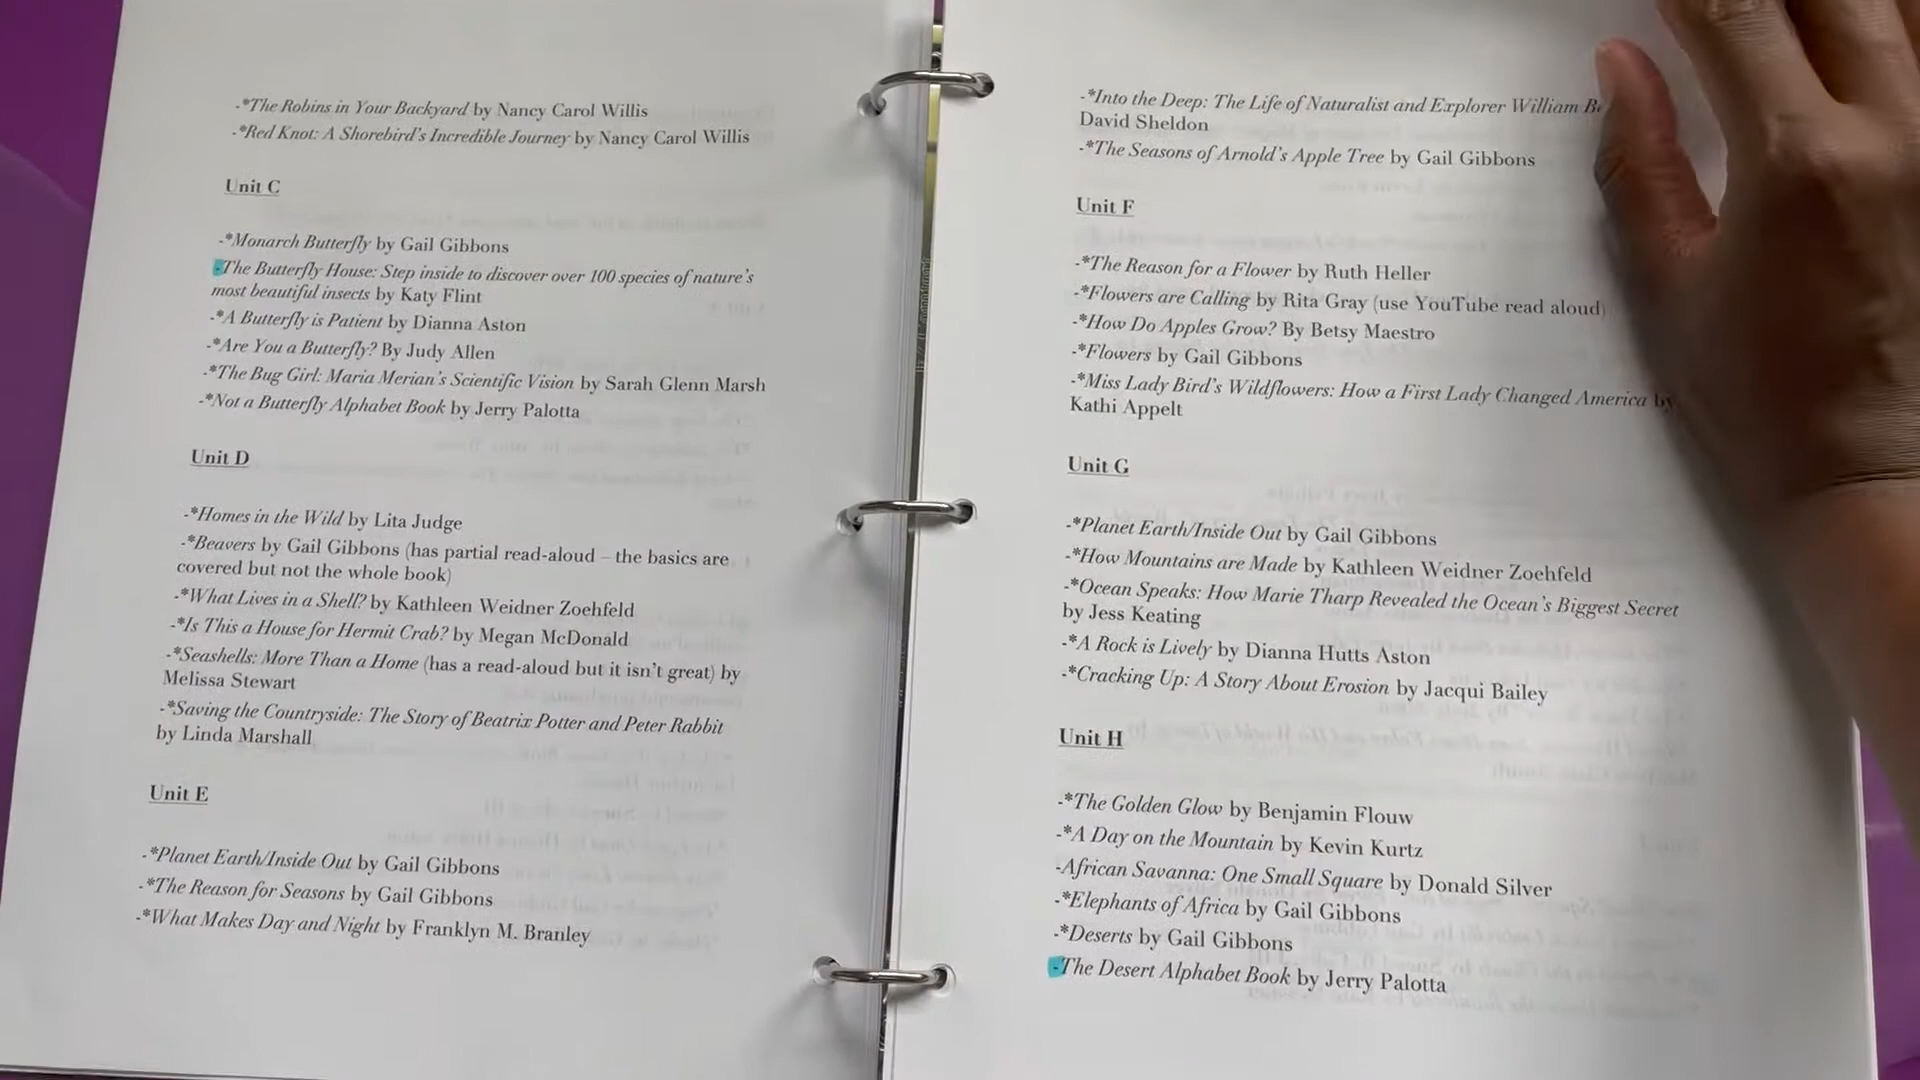 -*The Robins in Your Backyard by Nancy Carol Willis
-*Red Knot: A Shorebird's Incredible Journey by Nancy Carol Willis
Unit C
-*Monarch Butterfly by Gail Gibbons
-The Butterfly House: Step inside to discover over 100 species of nature's
most beautiful insects by Katy Flint
-*A Butterfly is Patient by Dianna Aston
-*Are You a Butterfly? By Judy Allen
-*The Bug Girl: Maria Merian's Scientific Vision by Sarah Glenn Marsh
-*Not a Butterfly Alphabet Book by Jerry Palotta
Unit D
-*Homes in the Wild by Lita Judge
-*Beavers by Gail Gibbons (has partial read-aloud – the basics are
covered but not the whole book)
-*What Lives in a Shell? by Kathleen Weidner Zoehfeld
-*Is This a House for Hermit Crab? by Megan McDonald
-*Seashells: More Than a Home (has a read-aloud but it isn't great) by
Melissa Stewart
-*Saving the Countryside: The Story of Beatrix Potter and Peter Rabbit
by Linda Marshall
Unit E
-*Planet Earth/Inside Out by Gail Gibbons
-*The Reason for Seasons by Gail Gibbons
-*What Makes Day and Night by Franklyn M. Branley
-*Into the Deep: The Life of Naturalist and Explorer William
David Sheldon
-*The Seasons of Arnold's Apple Tree by Gail Gibbons
Unit F
-*The Reason for a Flower by Ruth Heller
-*Flowers are Calling by Rita Gray (use YouTube read aloud)
-*How Do Apples Grow? By Betsy Maestro
-*Flowers by Gail Gibbons
-*Miss Lady Bird's Wildflowers: How a First Lady Changed America by
Kathi Appelt
Unit G
-*Planet Earth/Inside Out by Gail Gibbons
-*How Mountains are Made by Kathleen Weidner Zoehfeld
-*Ocean Speaks: How Marie Tharp Revealed the Ocean's Biggest Secret
by Jess Keating
-*A Rock is Lively by Dianna Hutts Aston
-*Cracking Up: A Story About Erosion by Jacqui Bailey
Unit H
-*The Golden Glow by Benjamin Flouw
-*A Day on the Mountain by Kevin Kurtz
-African Savanna: One Small Square by Donald Silver
-*Elephants of Africa by Gail Gibbons
-*Deserts by Gail Gibbons
-The Desert Alphabet Book by Jerry Palotta